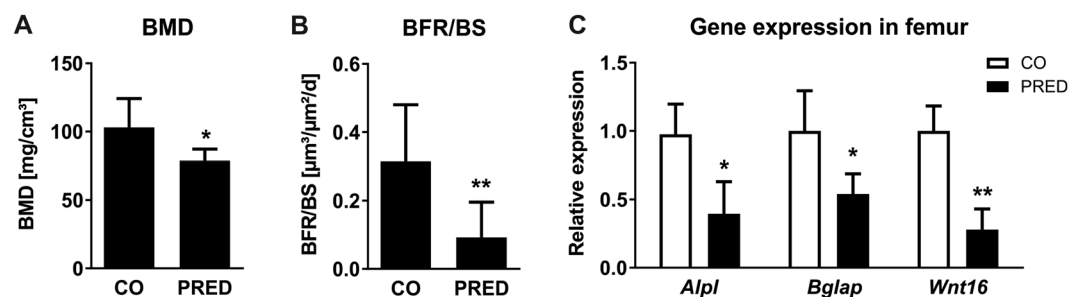 A
BMD
BMD [mg/cm³]
150
100
50
0
*
CO
PRED
B
BFR/BS
BFR/BS [µm³/µm²/d]
0.6
0.4
0.2
0.0
**
CO
PRED
C
Gene expression in femur
Relative expression
1.5
1.0
0.5
0.0
*
*
**
Alpl
Bglap
Wnt16
CO
PRED